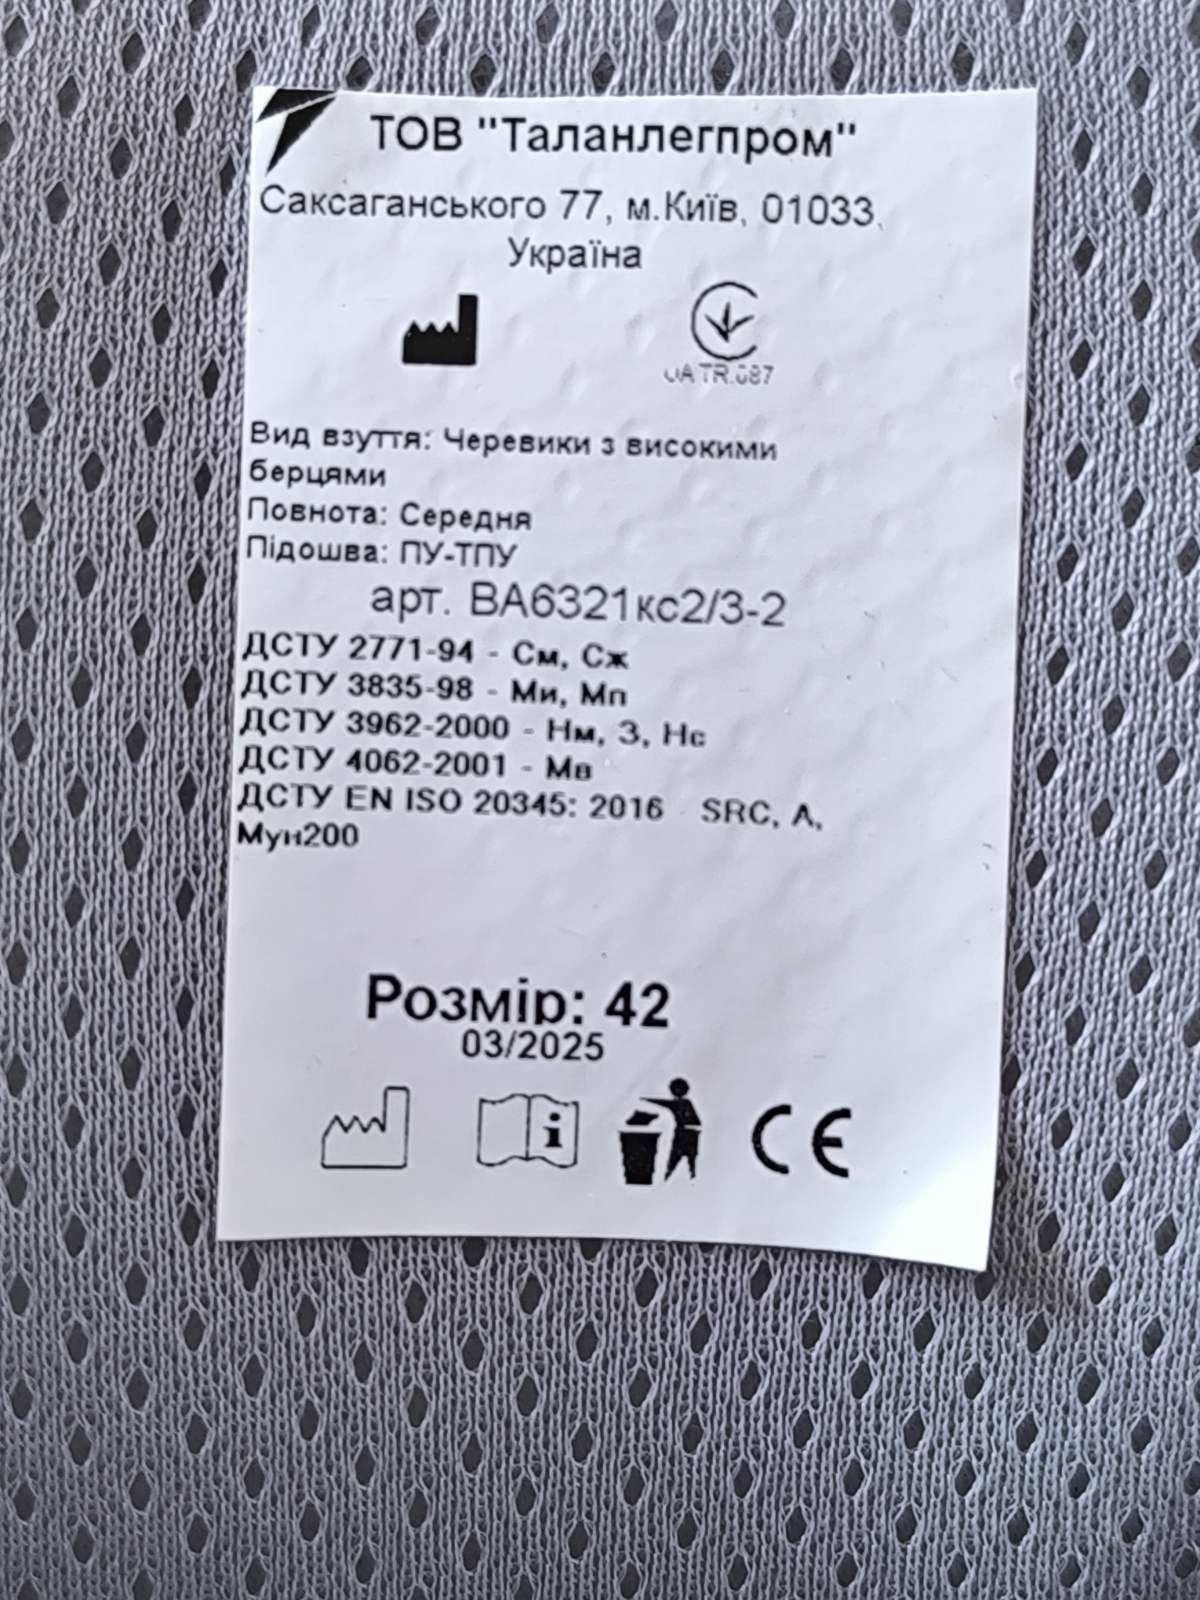 ТОВ "Таланлегпром"
Саксаганського 77, м.Київ, 01033,
Україна
UA TR.087
Вид взуття: Черевики з високими
берцями
Повнота: Середня
Підошва: ПУ-ТПУ
арт. ВА6321кс2/3-2
ДСТУ 2771-94 - См, Сж
ДСТУ 3835-98 - Ми, Мп
ДСТУ 3962-2000 - Нм, З, Нс
ДСТУ 4062-2001 - Мв
ДСТУ EN ISO 20345: 2016 SRC, A,
Мун200
Розмір: 42
03/2025
i
CE